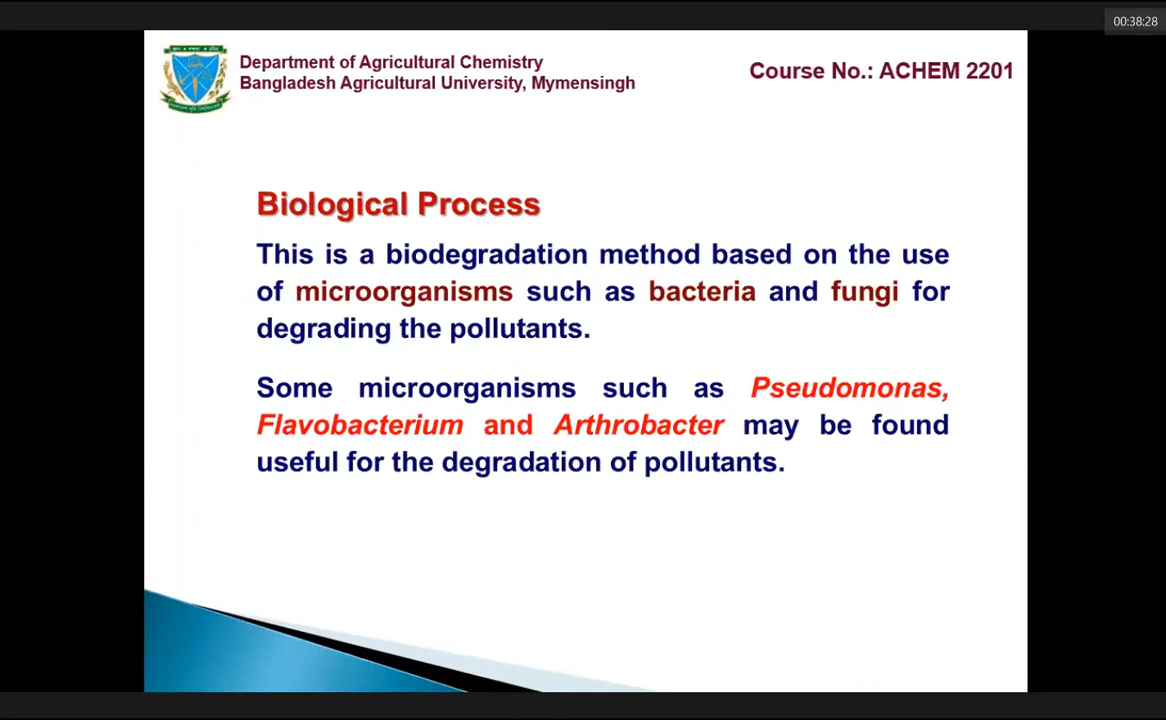 00:38:28
Department of Agricultural Chemistry
Bangladesh Agricultural University, Mymensingh
Course No.: ACHEM 2201
Biological Process
This is a biodegradation method based on the use
of microorganisms such as bacteria and fungi for
degrading the pollutants.
Some microorganisms such as Pseudomonas,
Flavobacterium and Arthrobacter may be found
useful for the degradation of pollutants.